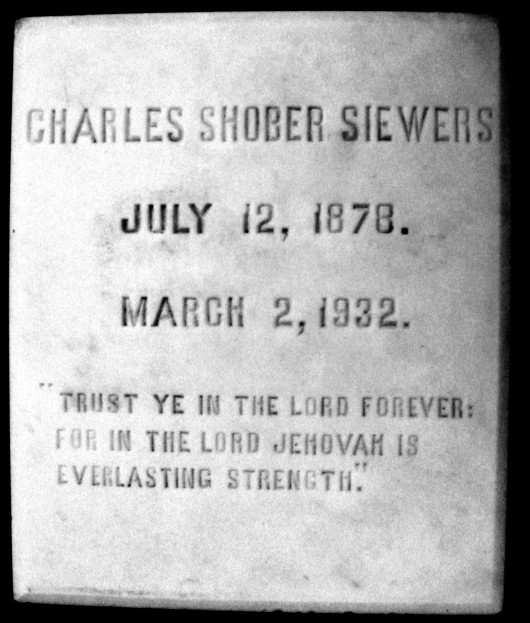 CHARLES SHOBER SIEWERS
JULY 12, 1878.
MARCH 2, 1932.
"TRUST YE IN THE LORD FOREVER:
FOR IN THE LORD JEHOVAH IS
EVERLASTING STRENGTH."